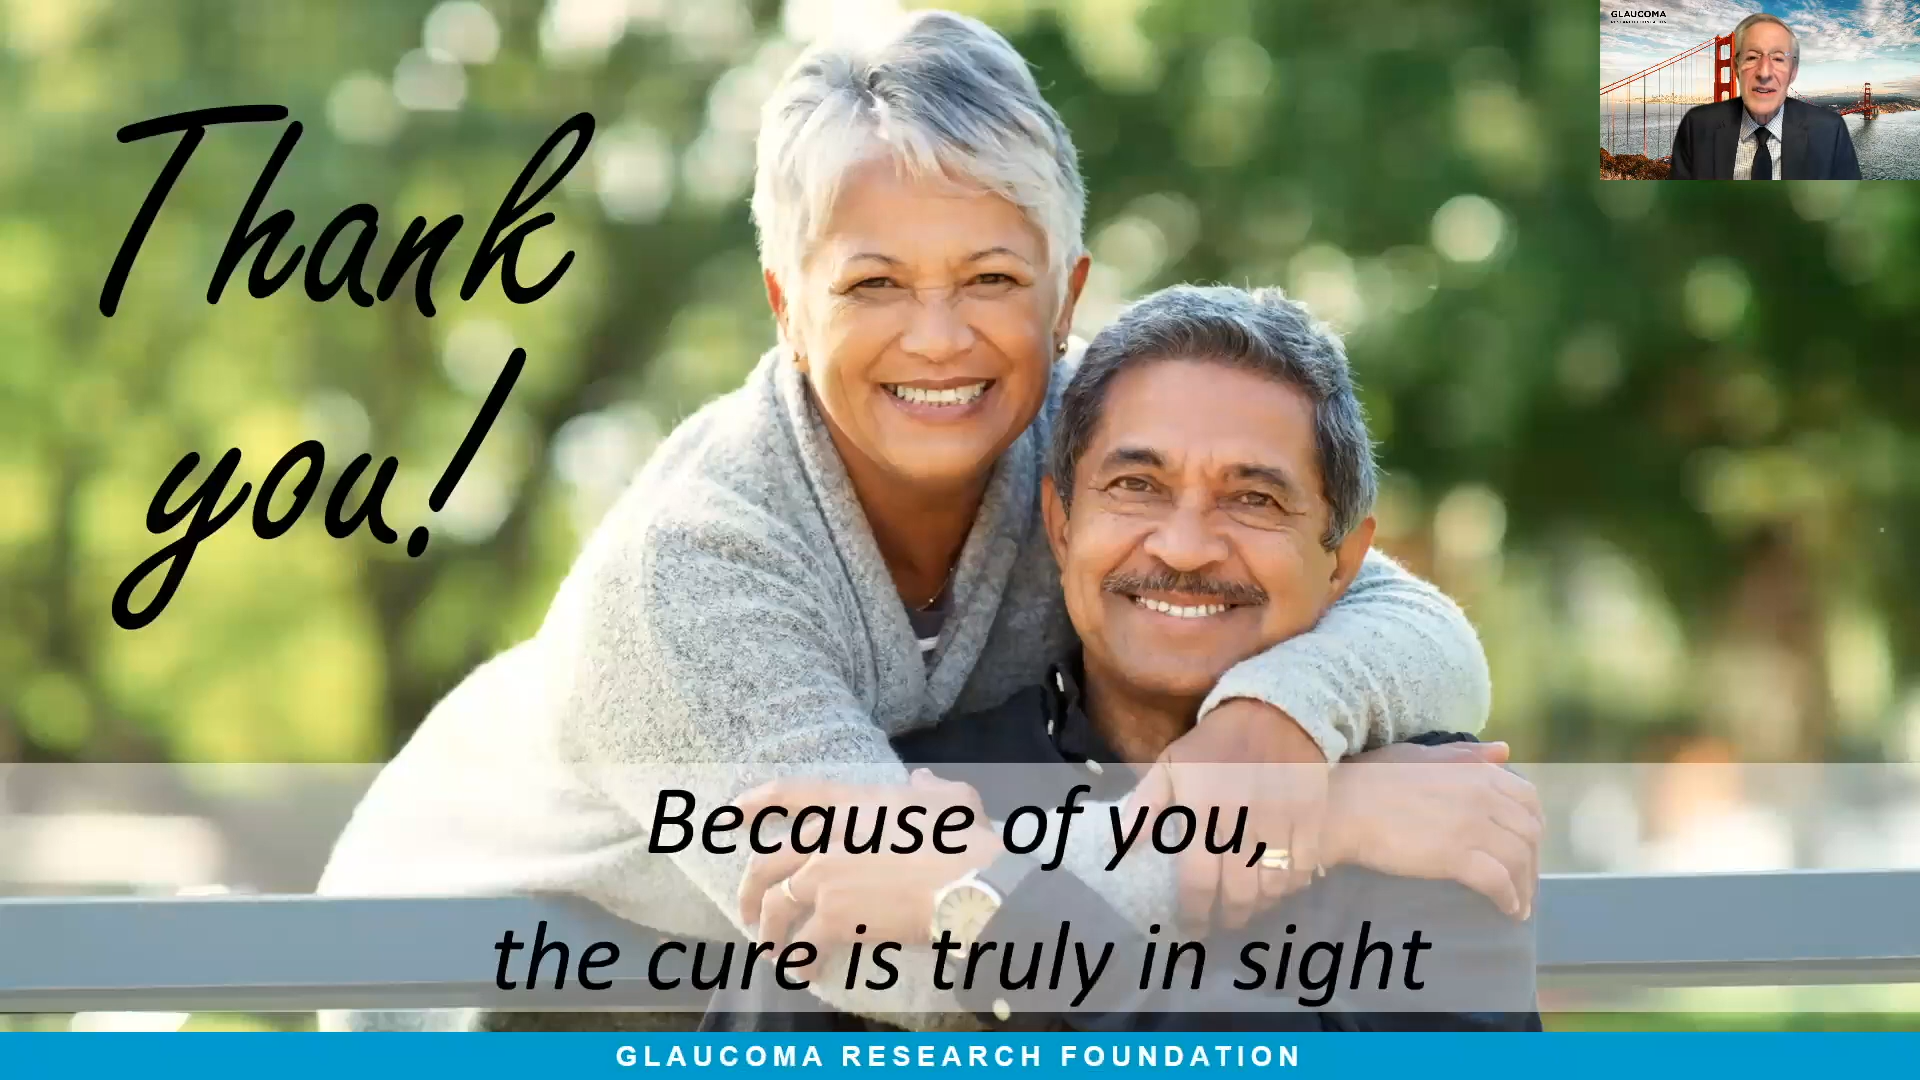 Thank
you!
Because of you,
the cure is truly in sight
GLAUCOMA RESEARCH FOUNDATION
GLAUCOMA